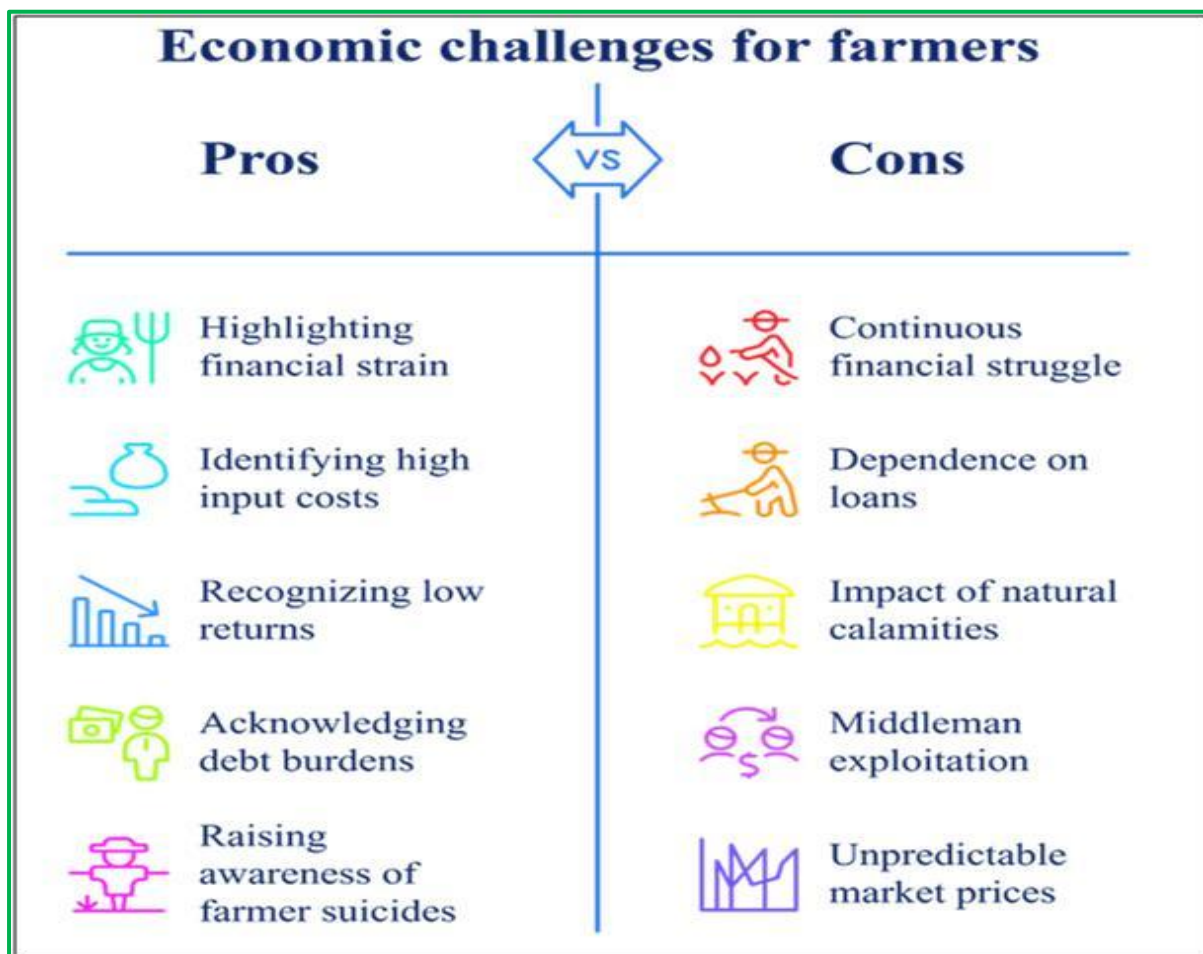 Economic challenges for farmers
Pros
VS
Cons
Highlighting
financial strain
Identifying high
input costs
Recognizing low
returns
Acknowledging
debt burdens
Raising
awareness of
farmer suicides
Continuous
financial struggle
Dependence on
loans
Impact of natural
calamities
Middleman
exploitation
Unpredictable
market prices